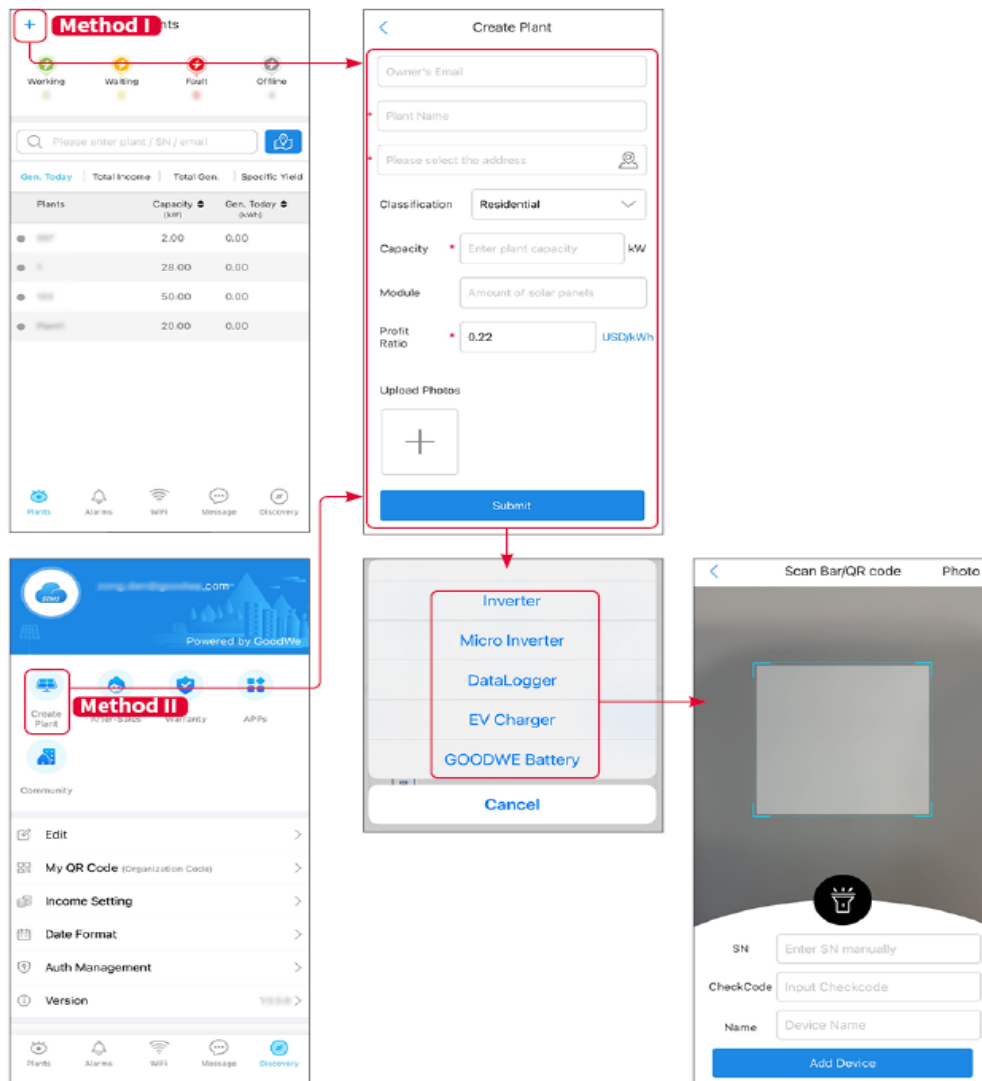 + Method I nts
Working Waiting Fault Offline
Please enter plant / SN / email
Gen. Today Total Income Total Gen. Specific Yield
Plants Capacity Gen. Today
(kW) (kWh)
2.00 0.00
1 28.00 0.00
50.00 0.00
20.00 0.00
Plants Alarms WiFi Message Discovery
Create Plant
Owner's Email
* Plant Name
* Please select the address
Classification Residential
Capacity * Enter plant capacity kW
Module Amount of solar panels
Profit
Ratio * 0.22 USD/kWh
Upload Photos
Submit
SEMS
.com
Powered by GoodWe
Create
Plant
Method II
After-Sales Warranty APPs
Community
Edit
My QR Code (Organization Code)
Income Setting
Date Format
Auth Management
Version
Plants Alarms WiFi Message Discovery
Inverter
Micro Inverter
DataLogger
EV Charger
GOODWE Battery
Cancel
Scan Bar/QR code Photo
SN Enter SN manually
CheckCode Input Checkcode
Name Device Name
Add Device